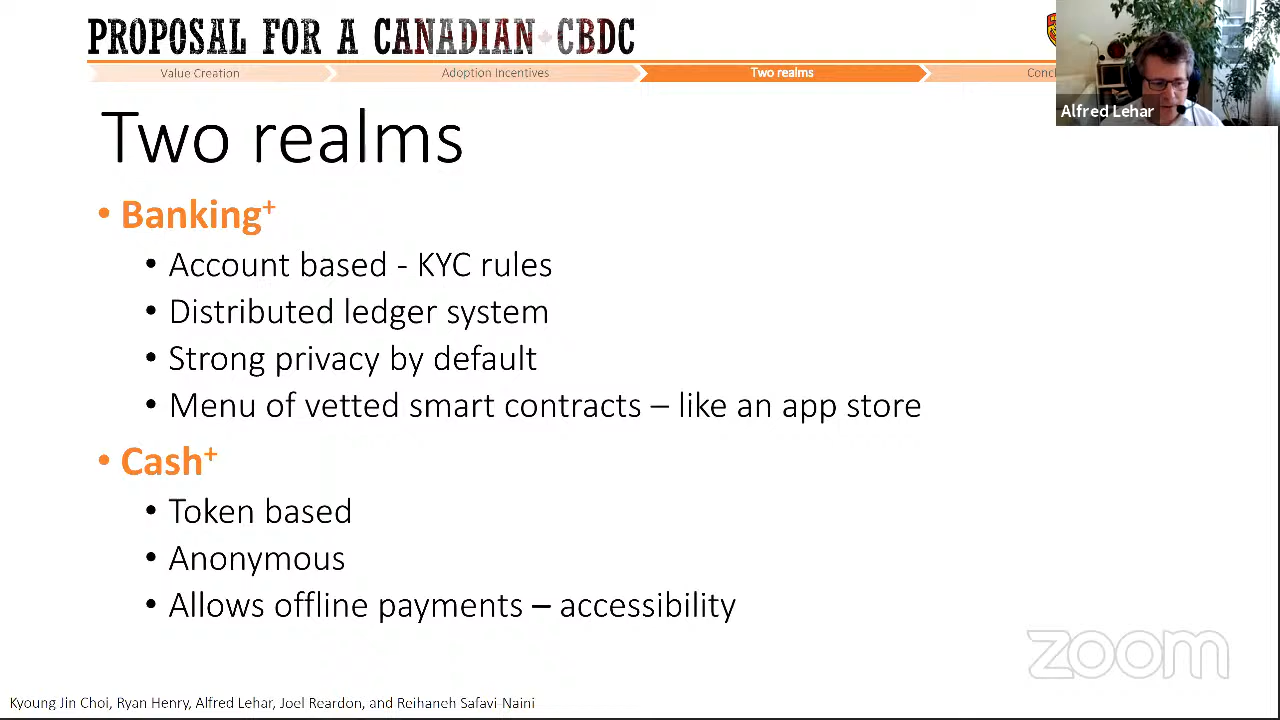 PROPOSAL FOR A CANADIAN CBDC
Value Creation
Adoption Incentives
Two realms
Alfred Lehar
Two realms
• Banking+
• Account based - KYC rules
• Distributed ledger system
• Strong privacy by default
• Menu of vetted smart contracts – like an app store
• Cash+
• Token based
• Anonymous
• Allows offline payments – accessibility
zoom
Kyoung Jin Choi, Ryan Henry, Alfred Lehar, Joel Reardon, and Reihaneh Safavi-Naini